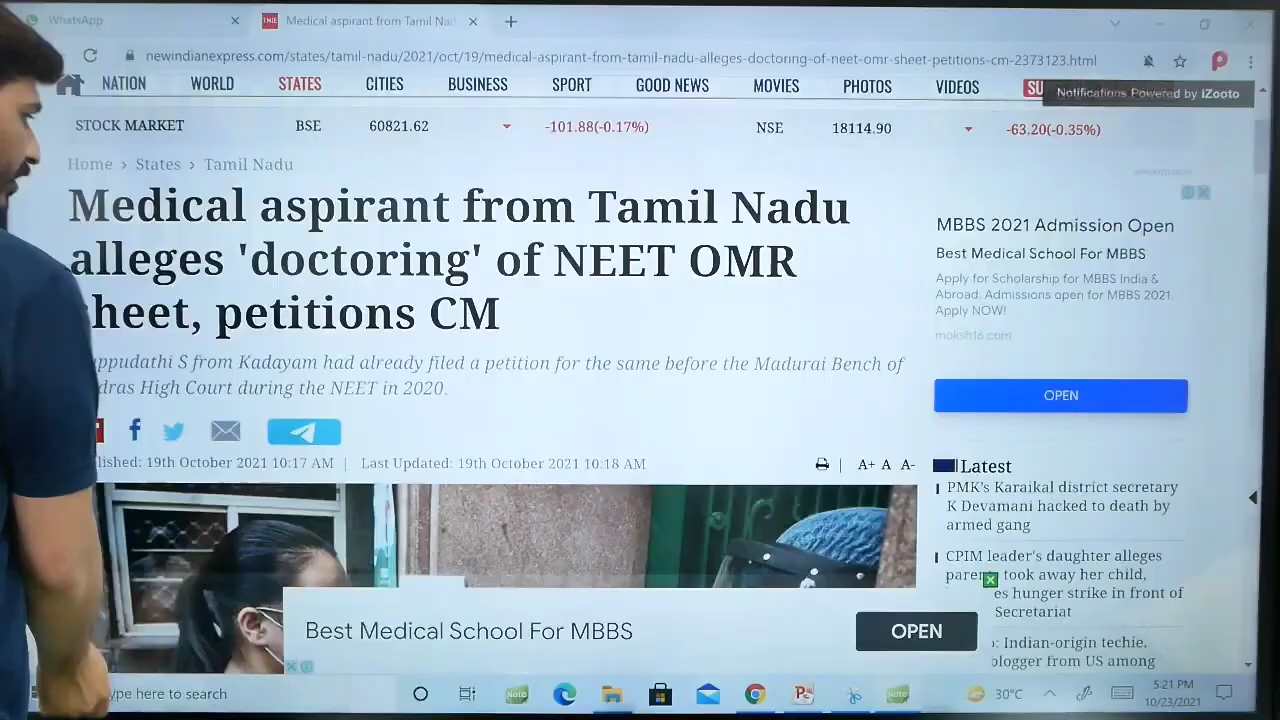 WhatsApp
TNIE Medical aspirant from Tamil Nad
newindianexpress.com/states/tamil-nadu/2021/oct/19/medical-aspirant-from-tamil-nadu-alleges-doctoring-of-neet-omr-sheet-petitions-cm-2373123.html
NATION WORLD STATES CITIES BUSINESS SPORT GOOD NEWS MOVIES PHOTOS VIDEOS SU
Notifications Powered by iZooto
STOCK MARKET BSE 60821.62 -101.88(-0.17%) NSE 18114.90 -63.20(-0.35%)
Home › States › Tamil Nadu
Medical aspirant from Tamil Nadu
alleges 'doctoring' of NEET OMR
heet, petitions CM
ppudathi S from Kadayam had already filed a petition for the same before the Madurai Bench of
dras High Court during the NEET in 2020.
lished: 19th October 2021 10:17 AM | Last Updated: 19th October 2021 10:18 AM
A+ A A-
MBBS 2021 Admission Open
Best Medical School For MBBS
Apply for Scholarship for MBBS India &
Abroad. Admissions open for MBBS 2021.
Apply NOW!
moksh16.com
OPEN
Latest
PMK's Karaikal district secretary
K Devamani hacked to death by
armed gang
CPIM leader's daughter alleges
parents took away her child,
es hunger strike in front of
Secretariat
: Indian-origin techie,
blogger from US among
Best Medical School For MBBS
OPEN
ype here to search
Note
Note
30°C
5:21 PM
10/23/2021